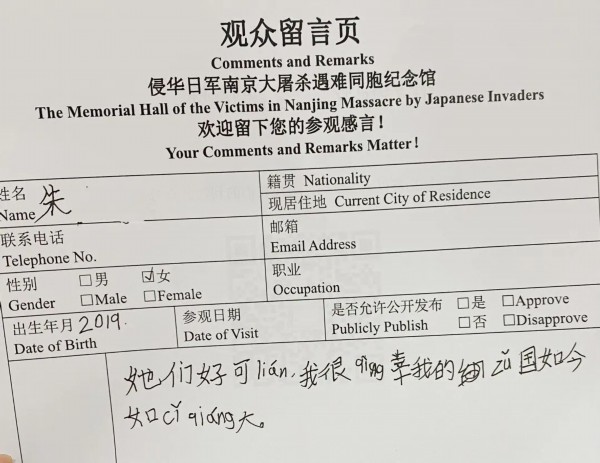 观众留言页
Comments and Remarks
侵华日军南京大屠杀遇难同胞纪念馆
The Memorial Hall of the Victims in Nanjing Massacre by Japanese Invaders
欢迎留下您的参观感言！
Your Comments and Remarks Matter!
姓名
Name 朱
籍贯 Nationality
现居住地 Current City of Residence
联系电话
Telephone No.
邮箱
Email Address
性别 □男 ☑女
Gender □Male □Female
职业
Occupation
出生年月 2019.
Date of Birth
参观日期
Date of Visit
是否允许公开发布 □是 □Approve
Publicly Publish □否 □Disapprove
她们好可lián,我很qìng幸我的zǔ国如今
如cǐ qiáng大。